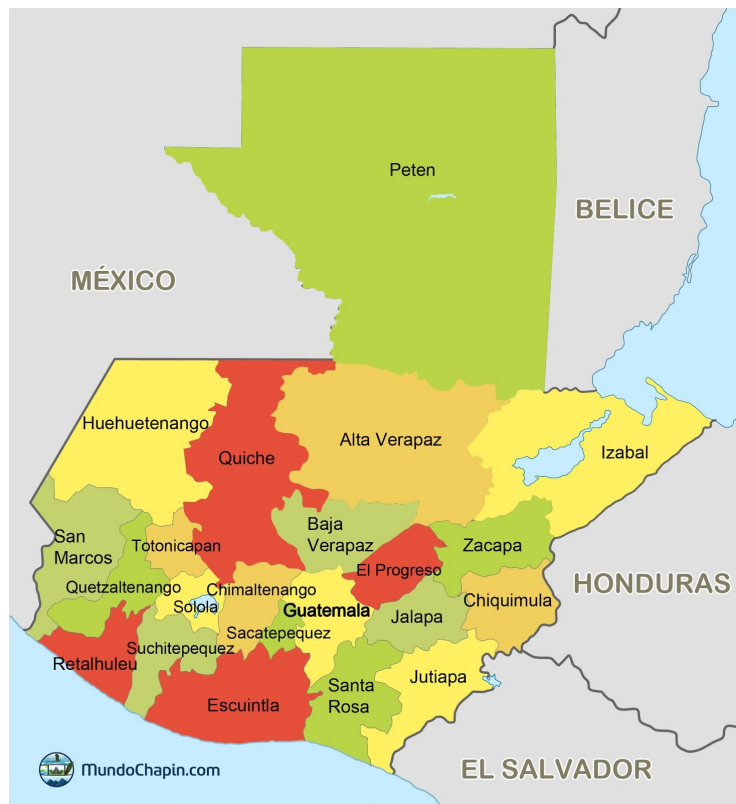 Peten
BELICE
MÉXICO
Huehuetenango
Alta Verapaz
Quiche
Izabal
San
Marcos
Totonicapan
Baja
Verapaz
Zacapa
El Progreso
Quetzaltenango
Chimaltenango
HONDURAS
Solola
Guatemala
Chiquimula
Jalapa
Sacatepequez
Suchitepequez
Retalhuleu
Jutiapa
Santa
Rosa
Escuintla
MundoChapin.com
EL SALVADOR